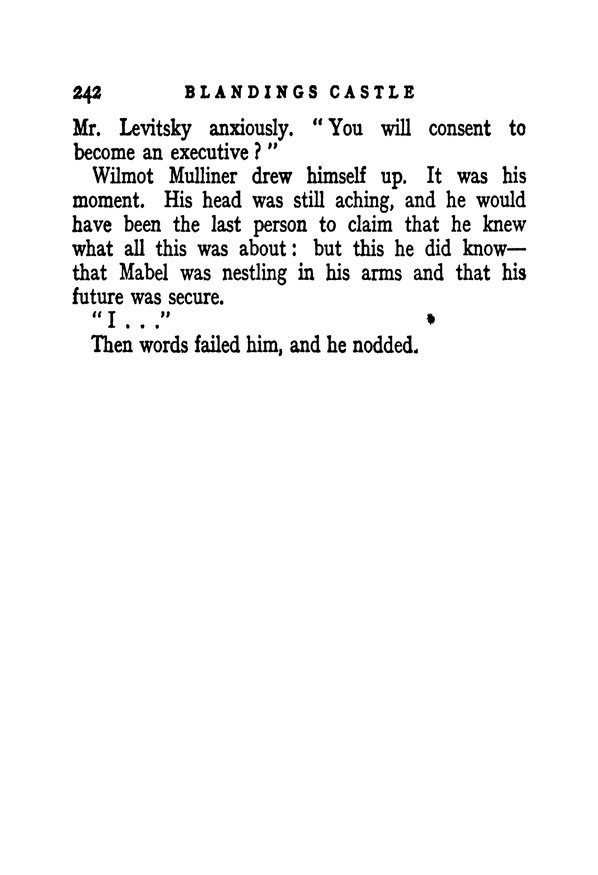 242 BLANDINGS CASTLE
Mr. Levitsky anxiously. “ You will consent to
become an executive ? ”
Wilmot Mulliner drew himself up. It was his
moment. His head was still aching, and he would
have been the last person to claim that he knew
what all this was about : but this he did know—
that Mabel was nestling in his arms and that his
future was secure.
“ I . . .”
Then words failed him, and he nodded.